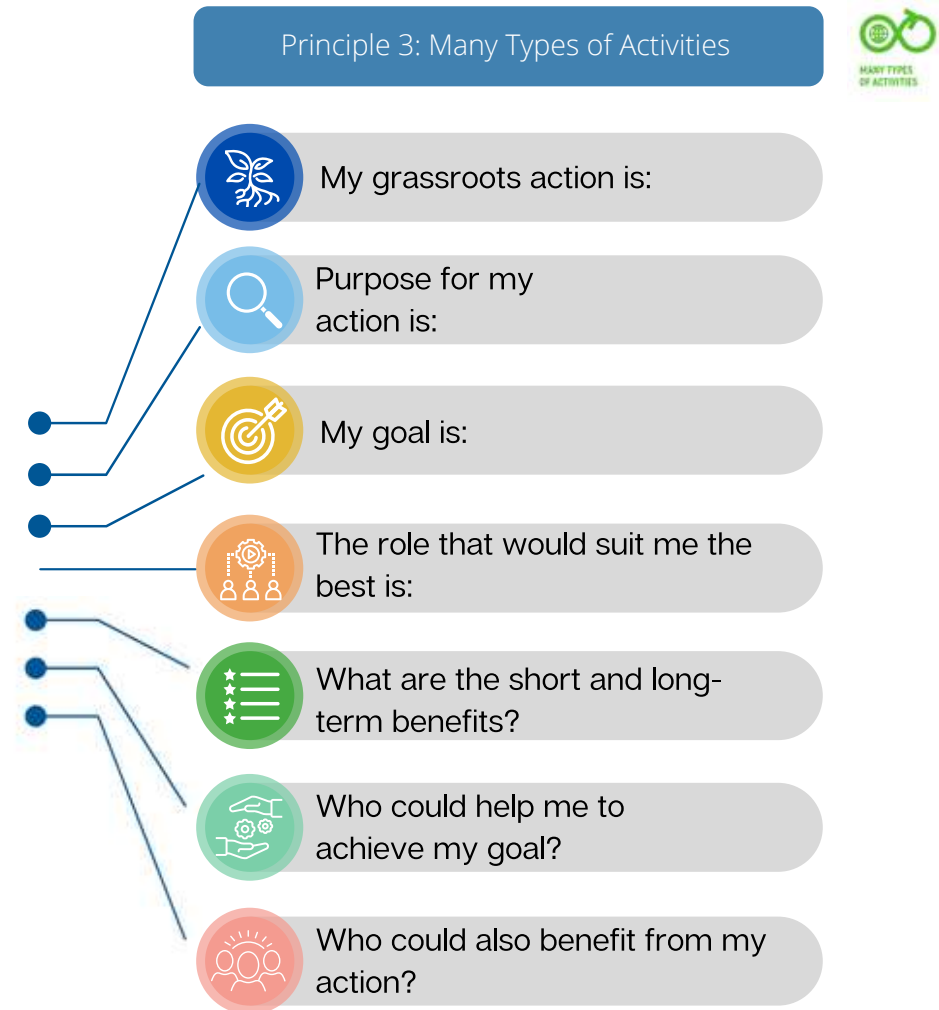 Principle 3: Many Types of Activities
MANY TYPES
OF ACTIVITIES
My grassroots action is:
Purpose for my
action is:
My goal is:
The role that would suit me the
best is:
What are the short and long-
term benefits?
Who could help me to
achieve my goal?
Who could also benefit from my
action?